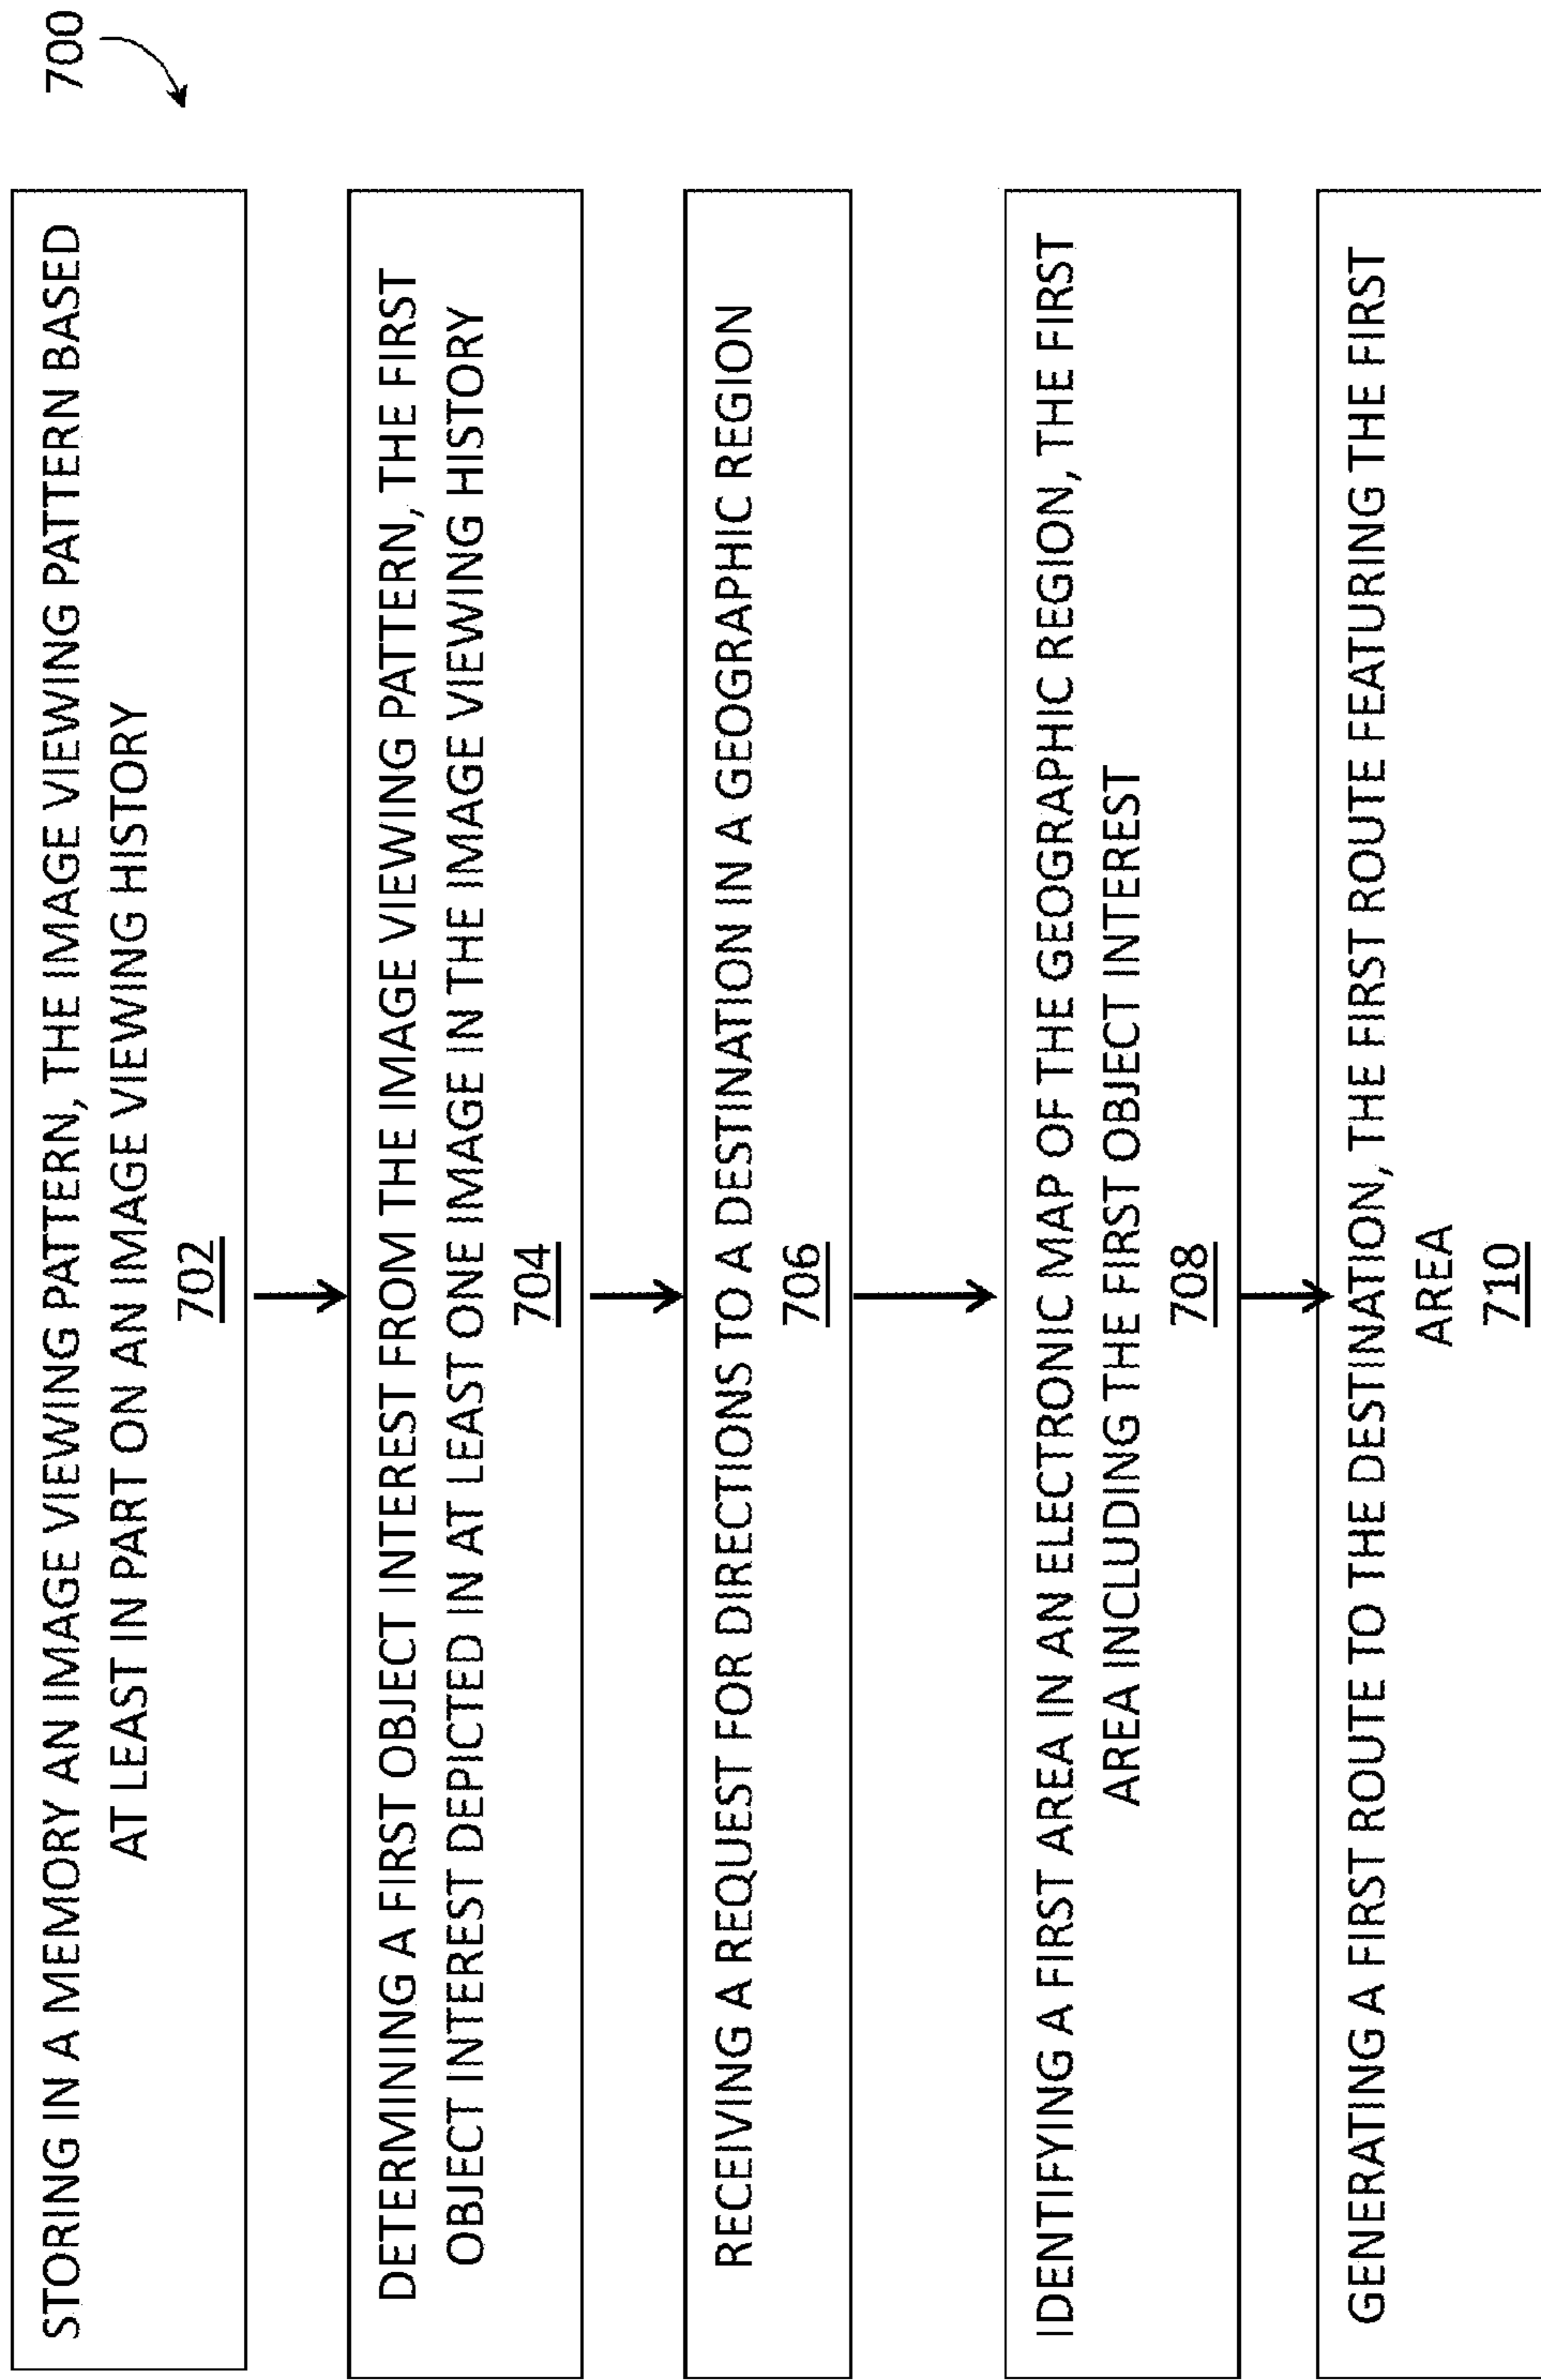 700
STORING IN A MEMORY AN IMAGE VIEWING PATTERN, THE IMAGE VIEWING PATTERN BASED
AT LEAST IN PART ON AN IMAGE VIEWING HISTORY
702
DETERMINING A FIRST OBJECT INTEREST FROM THE IMAGE VIEWING PATTERN, THE FIRST
OBJECT INTEREST DEPICTED IN AT LEAST ONE IMAGE IN THE IMAGE VIEWING HISTORY
704
RECEIVING A REQUEST FOR DIRECTIONS TO A DESTINATION IN A GEOGRAPHIC REGION
706
IDENTIFYING A FIRST AREA IN AN ELECTRONIC MAP OF THE GEOGRAPHIC REGION, THE FIRST
AREA INCLUDING THE FIRST OBJECT INTEREST
708
GENERATING A FIRST ROUTE TO THE DESTINATION, THE FIRST ROUTE FEATURING THE FIRST
AREA
710